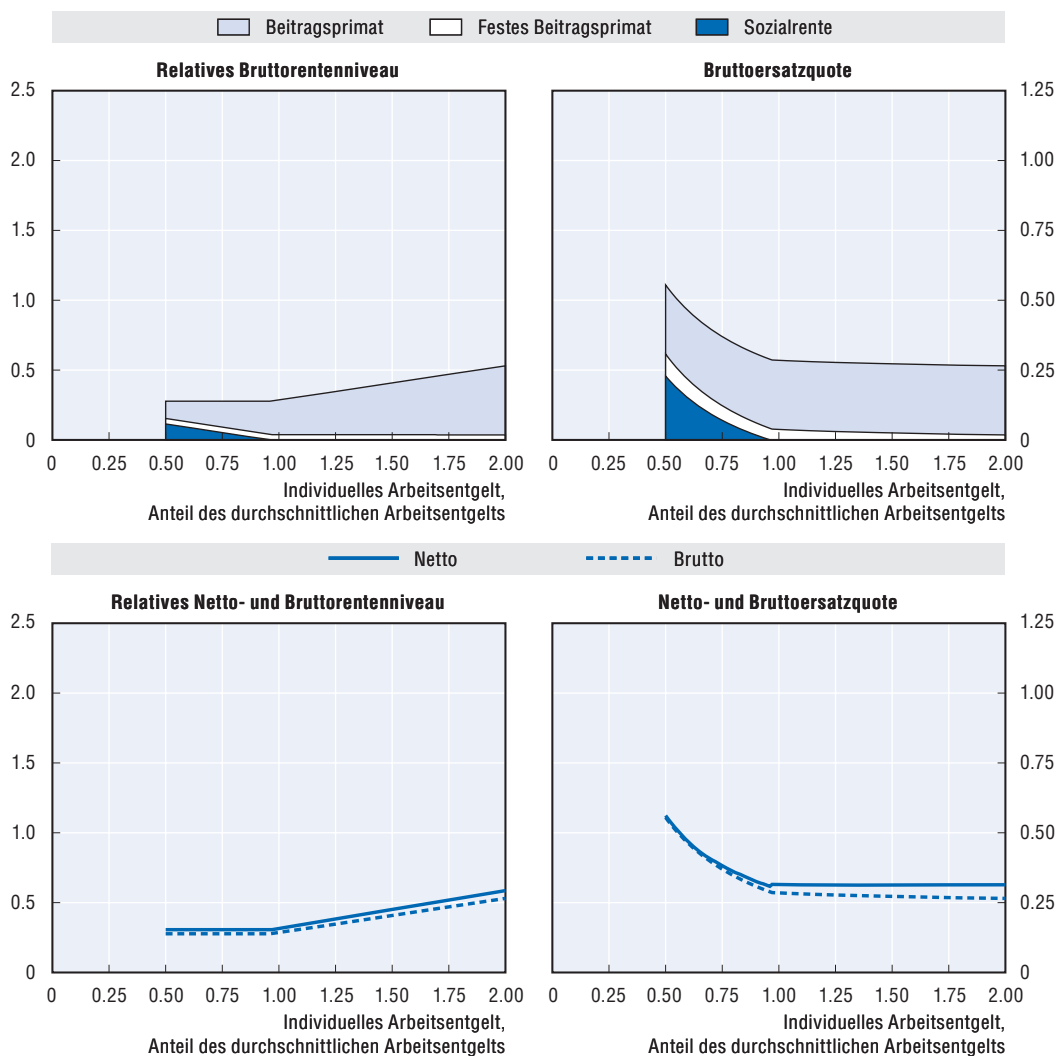 Beitragsprimat Festes Beitragsprimat Sozialrente
Relatives Bruttorentenniveau
2.5
2.0
1.5
1.0
0.5
0
0 0.25 0.50 0.75 1.00 1.25 1.50 1.75 2.00
Individuelles Arbeitsentgelt,
Anteil des durchschnittlichen Arbeitsentgelts
Bruttoersatzquote
1.25
1.00
0.75
0.50
0.25
0
0 0.25 0.50 0.75 1.00 1.25 1.50 1.75 2.00
Individuelles Arbeitsentgelt,
Anteil des durchschnittlichen Arbeitsentgelts
Netto Brutto
Relatives Netto- und Bruttorentenniveau
2.5
2.0
1.5
1.0
0.5
0
0 0.25 0.50 0.75 1.00 1.25 1.50 1.75 2.00
Individuelles Arbeitsentgelt,
Anteil des durchschnittlichen Arbeitsentgelts
Netto- und Bruttoersatzquote
1.25
1.00
0.75
0.50
0.25
0
0 0.25 0.50 0.75 1.00 1.25 1.50 1.75 2.00
Individuelles Arbeitsentgelt,
Anteil des durchschnittlichen Arbeitsentgelts